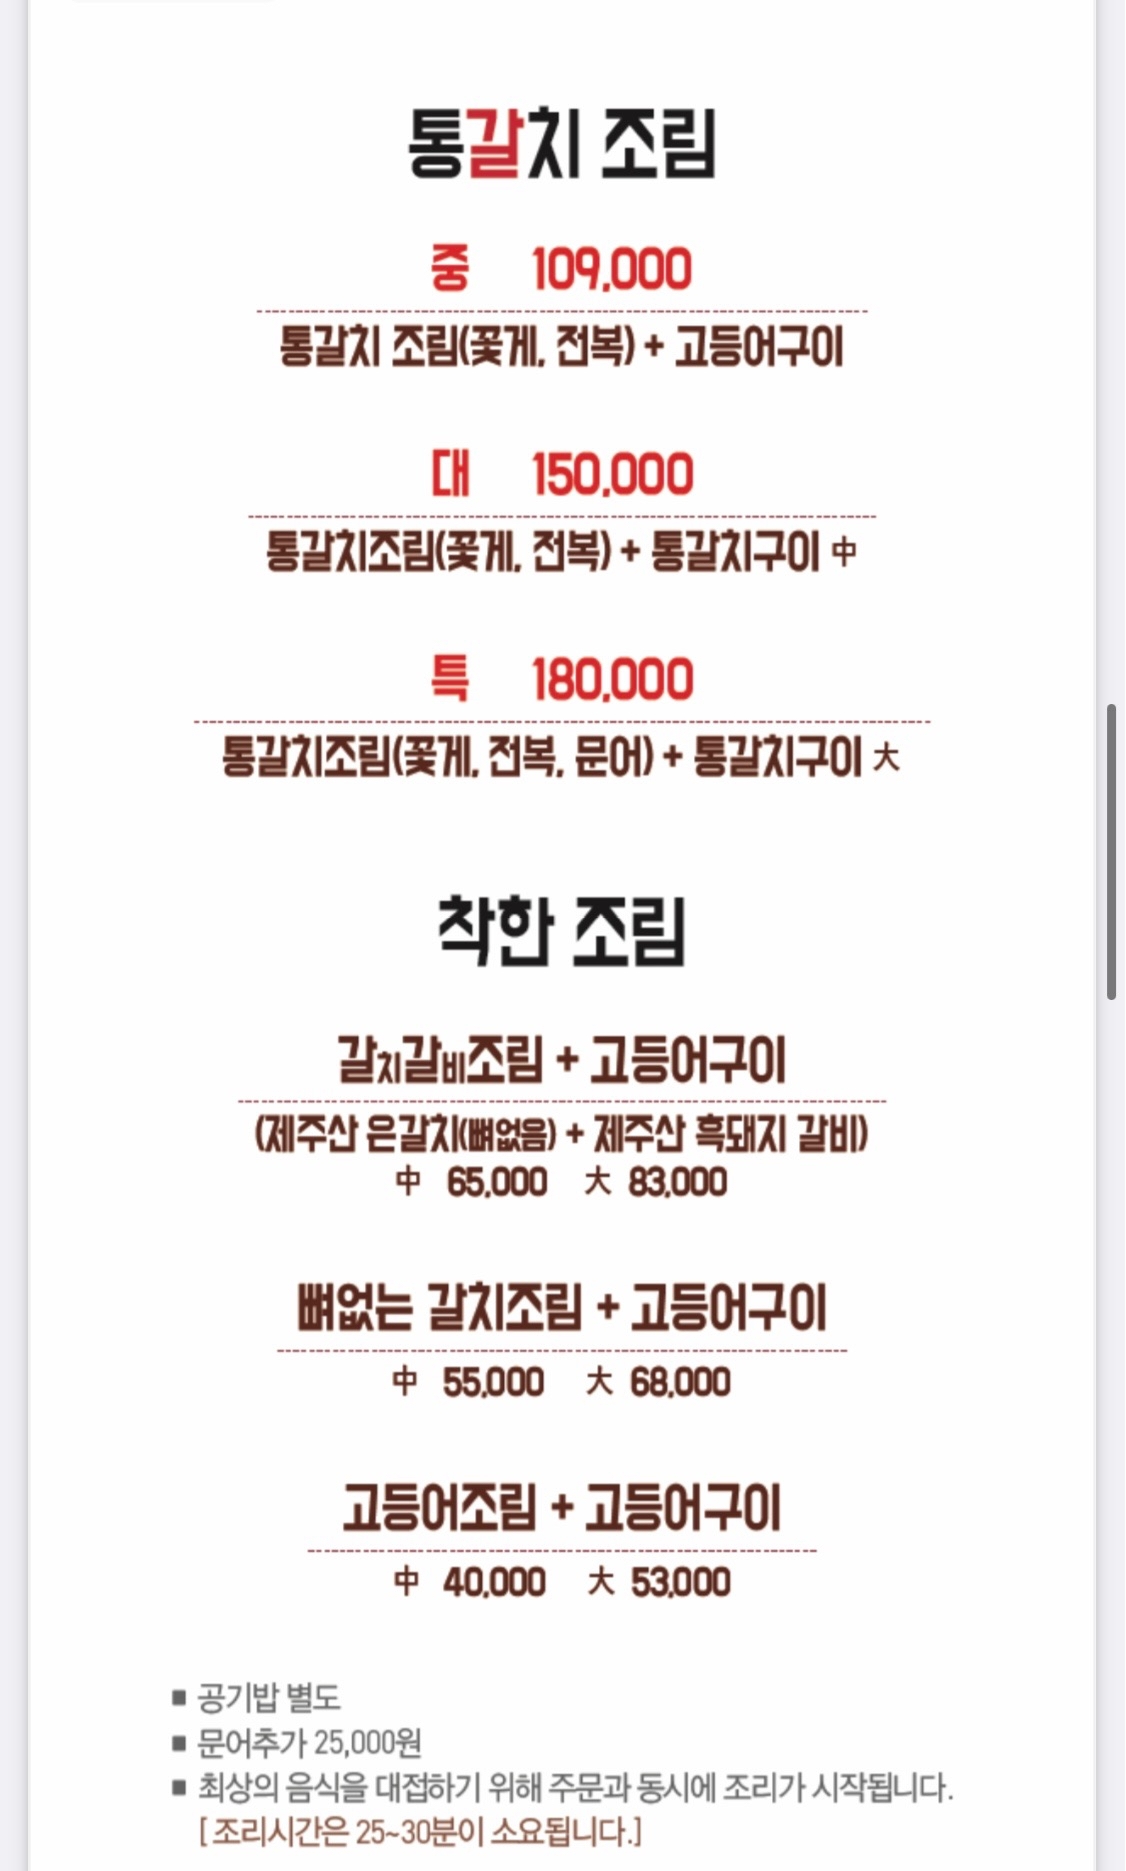 통갈치 조림
중 109,000
통갈치 조림(꽃게, 전복) + 고등어구이
대 150,000
통갈치조림(꽃게, 전복) + 통갈치구이 中
특 180,000
통갈치조림(꽃게, 전복, 문어) + 통갈치구이 大
착한 조림
갈치갈비조림 + 고등어구이
(제주산 은갈치(뼈없음) + 제주산 흑돼지 갈비)
中 65,000 大 83,000
뼈없는 갈치조림 + 고등어구이
中 55,000 大 68,000
고등어조림 + 고등어구이
中 40,000 大 53,000
■ 공기밥 별도
■ 문어추가 25,000원
■ 최상의 음식을 대접하기 위해 주문과 동시에 조리가 시작됩니다.
[ 조리시간은 25~30분이 소요됩니다.]